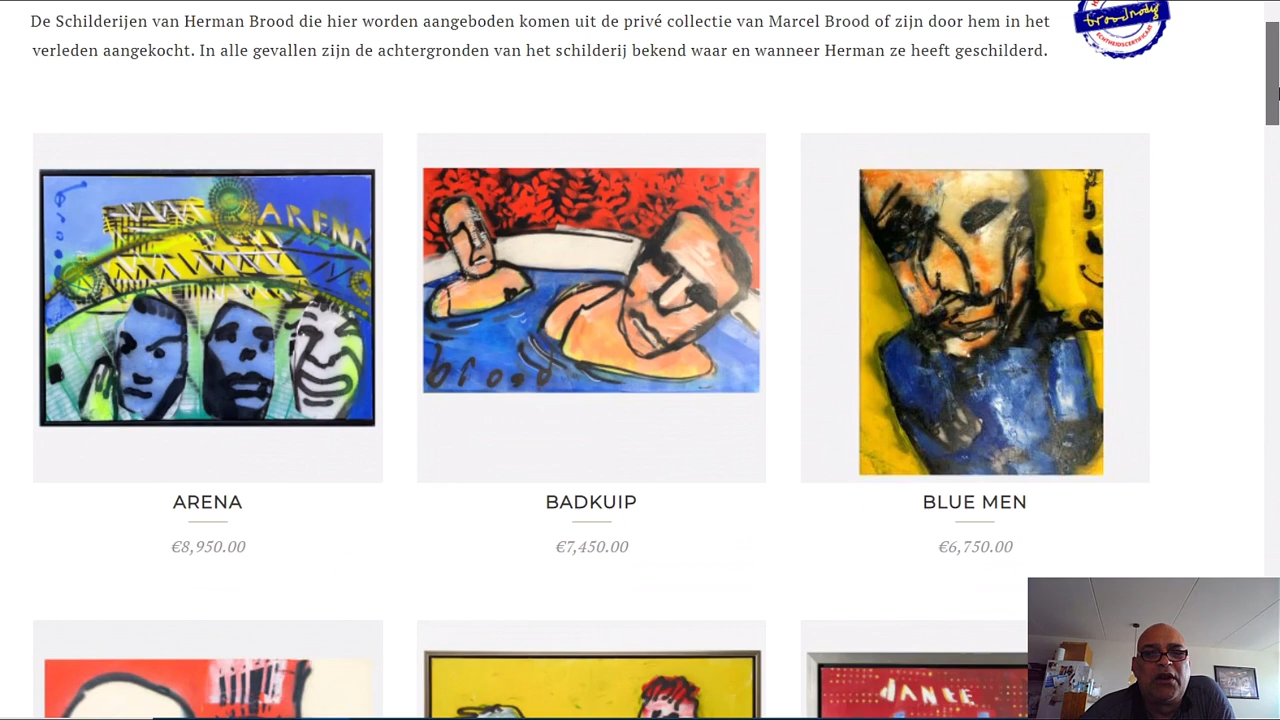 De Schilderijen van Herman Brood die hier worden aangeboden komen uit de privé collectie van Marcel Brood of zijn door hem in het
verleden aangekocht. In alle gevallen zijn de achtergronden van het schilderij bekend waar en wanneer Herman ze heeft geschilderd.
broodnodig
ECHTHEIDSCERTIFICAAT
ARENA
brood
ARENA
BADKUIP
BLUE MEN
€8,950.00
€7,450.00
€6,750.00
DANTE